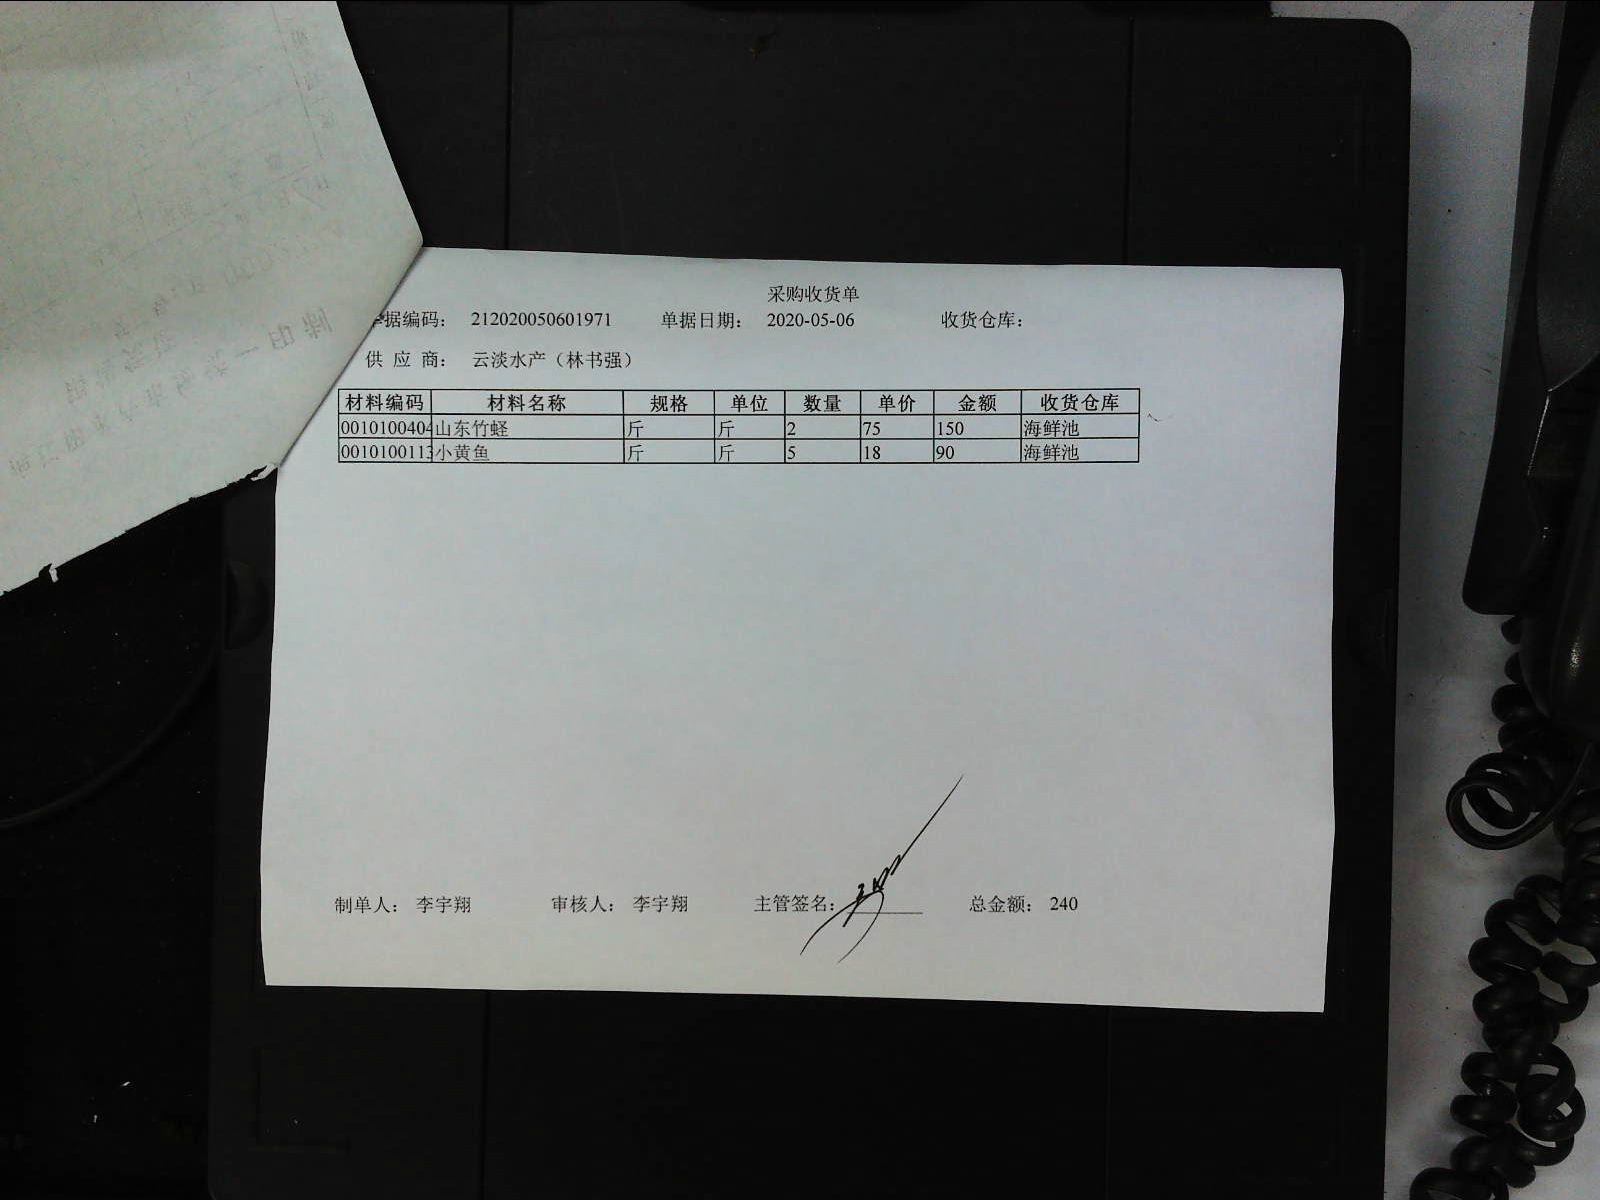 采购收货单
单据编码： 212020050601971 单据日期： 2020-05-06 收货仓库：
供 应 商： 云淡水产（林书强）
材料编码 材料名称 规格 单位 数量 单价 金额 收货仓库
0010100404 山东竹蛏 斤 斤 2 75 150 海鲜池
0010100113 小黄鱼 斤 斤 5 18 90 海鲜池
制单人： 李宇翔 审核人： 李宇翔 主管签名： 总金额： 240